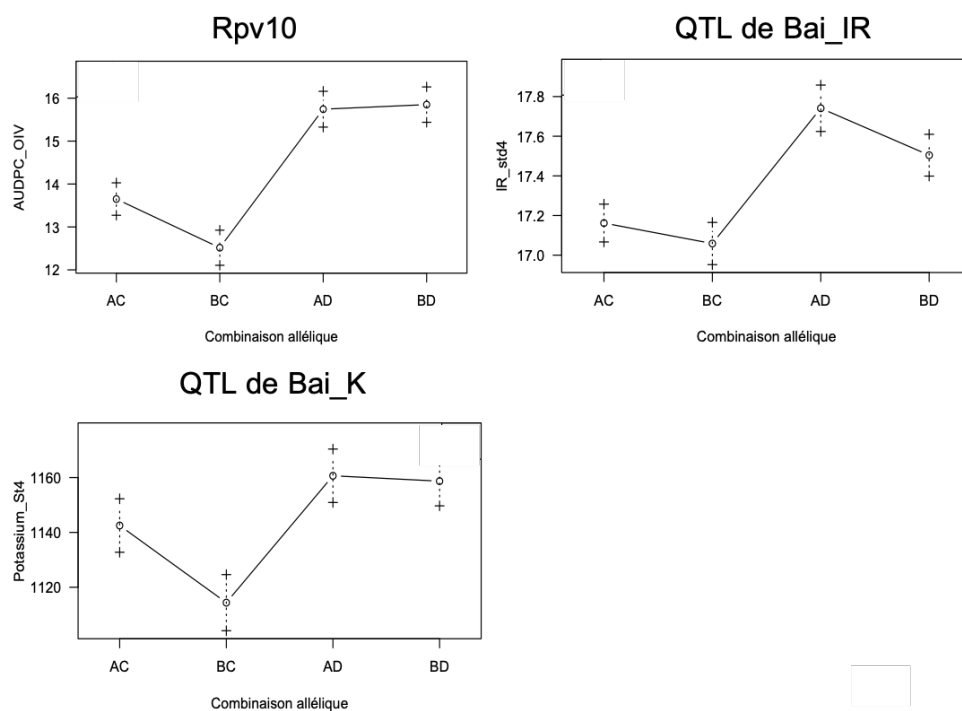 Rpv10
AUDPC_OIV
16
15
14
13
12
AC BC AD BD
Combinaison allélique
QTL de Bai_IR
IR_std4
17.8
17.6
17.4
17.2
17.0
AC BC AD BD
Combinaison allélique
QTL de Bai_K
Potassium_St4
1160
1140
1120
AC BC AD BD
Combinaison allélique